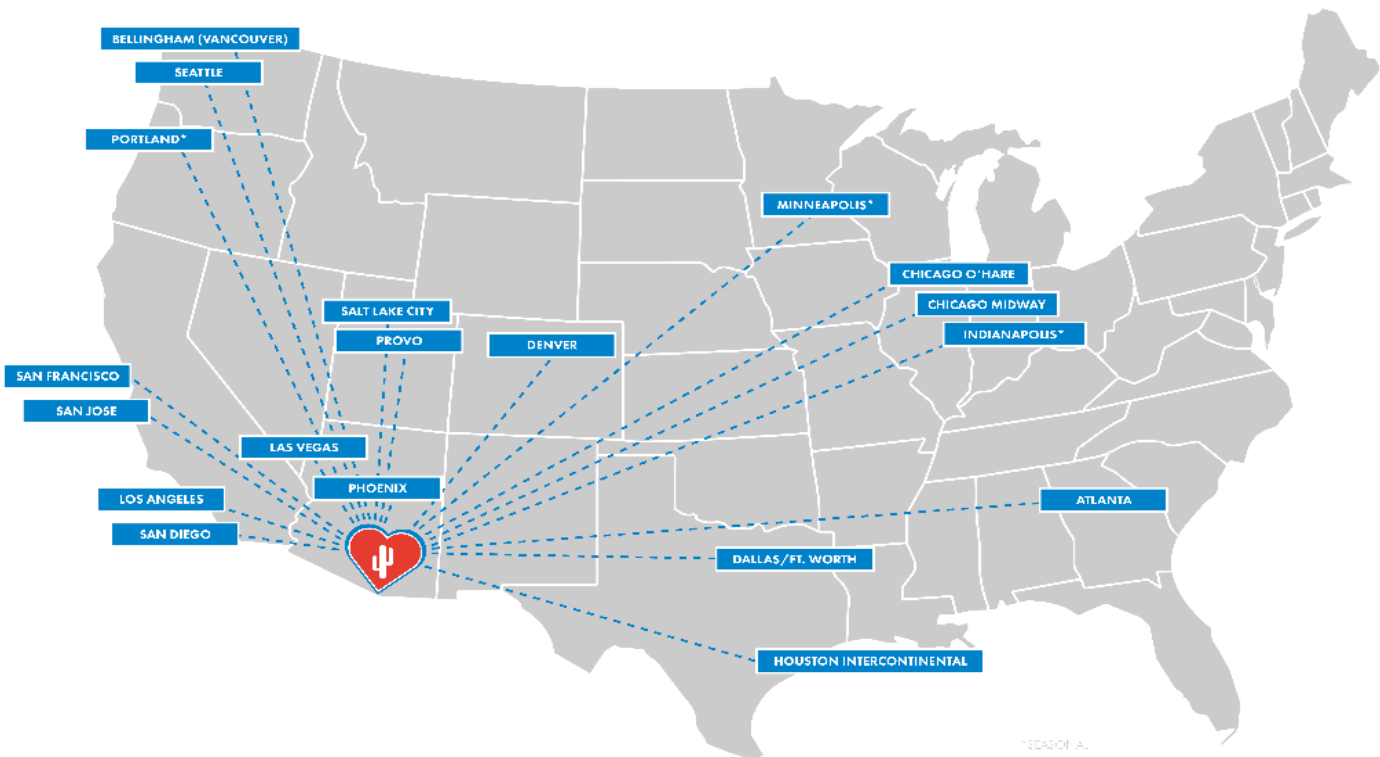 BELLINGHAM (VANCOUVER)
SEATTLE
PORTLAND*
MINNEAPOLIS*
CHICAGO O'HARE
CHICAGO MIDWAY
SALT LAKE CITY
INDIANAPOLIS*
PROVO
DENVER
SAN FRANCISCO
SAN JOSE
LAS VEGAS
PHOENIX
LOS ANGELES
ATLANTA
SAN DIEGO
DALLAS/FT. WORTH
HOUSTON INTERCONTINENTAL
*SEASONAL